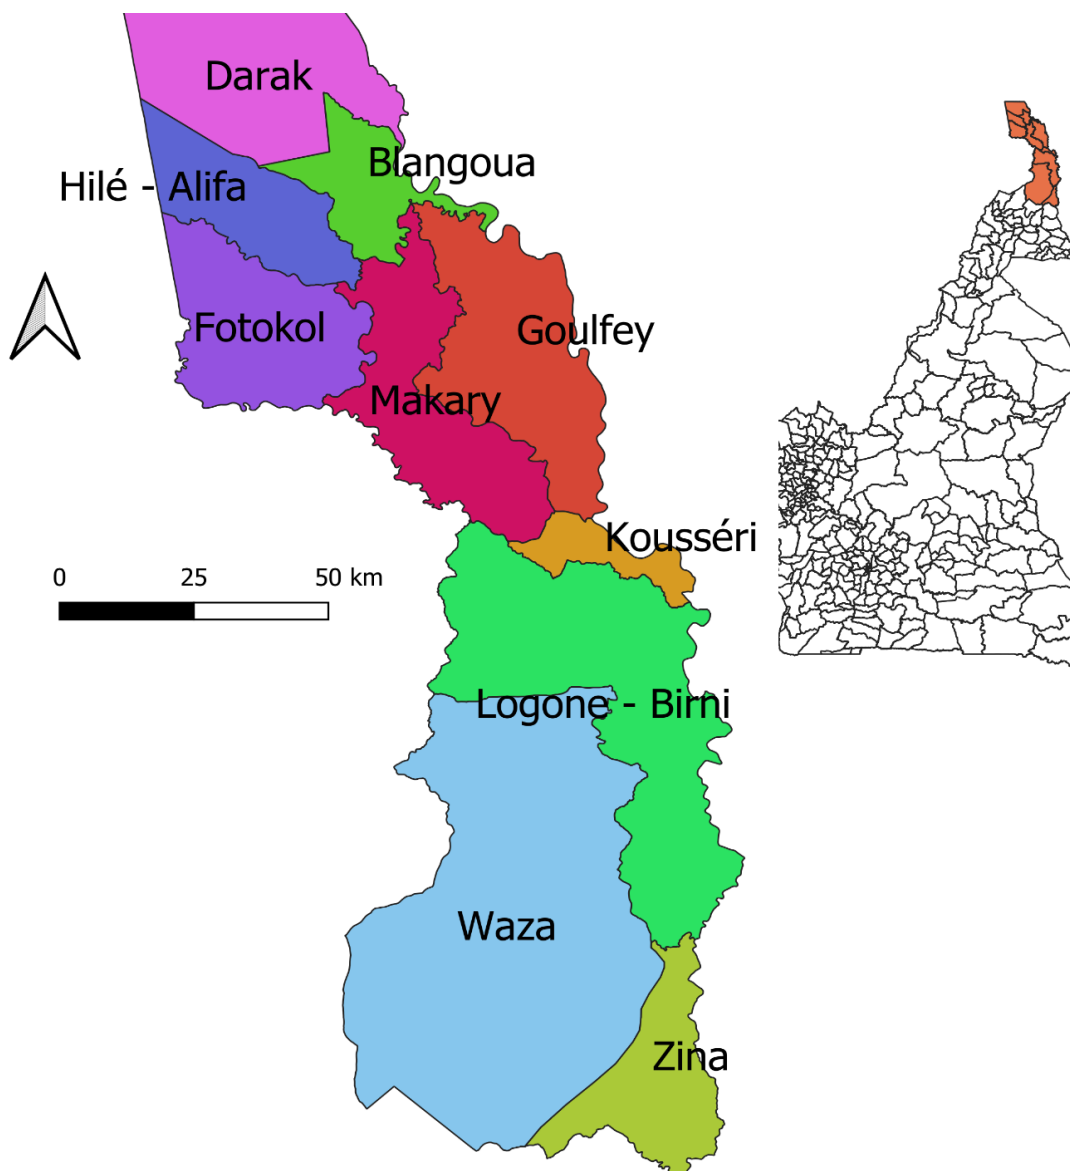 Darak
Blangoua
Hilé - Alifa
Fotokol
Goulfey
Makary
Kousséri
0 25 50 km
Logone - Birni
Waza
Zina